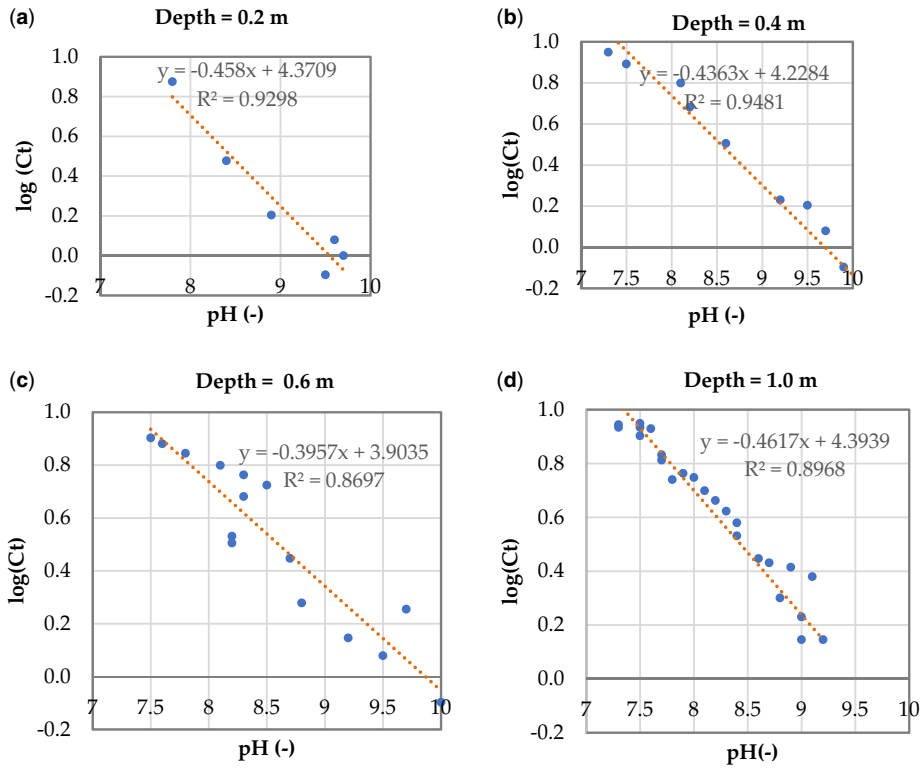 (a)
Depth = 0.2 m
y = -0.458x + 4.3709
R² = 0.9298
log (Ct)
1.0
0.8
0.6
0.4
0.2
0.0
-0.2
7
8
9
10
pH (-)
(b)
Depth = 0.4 m
y = -0.4363x + 4.2284
R² = 0.9481
log(Ct)
1.0
0.8
0.6
0.4
0.2
0.0
-0.2
7
7.5
8
8.5
9
9.5
10
pH (-)
(c)
Depth = 0.6 m
y = -0.3957x + 3.9035
R² = 0.8697
log(Ct)
1.0
0.8
0.6
0.4
0.2
0.0
-0.2
7
7.5
8
8.5
9
9.5
10
pH (-)
(d)
Depth = 1.0 m
y = -0.4617x + 4.3939
R² = 0.8968
log(Ct)
1.0
0.8
0.6
0.4
0.2
0.0
-0.2
7
7.5
8
8.5
9
9.5
10
pH(-)